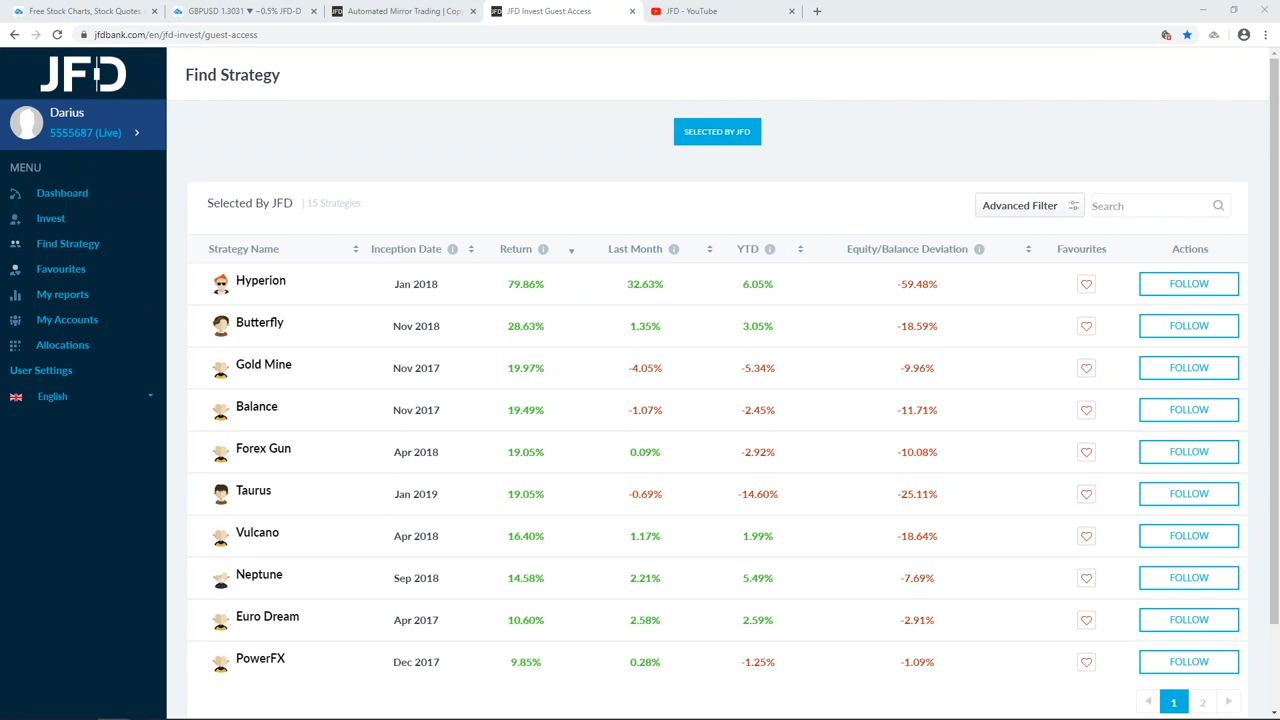 Free Stock Charts, Stock Quotes
GBPUSD 1.3031 ▼ −0.5% JFD-D
Automated Mirror Trading | Cop
JFD Invest Guest Access
JFD - YouTube
jfdbank.com/en/jfd-invest/guest-access
JFD
Darius
5555687 (Live)
MENU
Dashboard
Invest
Find Strategy
Favourites
My reports
My Accounts
Allocations
User Settings
English
Find Strategy
SELECTED BY JFD
Selected By JFD | 15 Strategies
Advanced Filter
Search
Strategy Name Inception Date Return Last Month YTD Equity/Balance Deviation Favourites Actions
Hyperion Jan 2018 79.86% 32.63% 6.05% -59.48% FOLLOW
Butterfly Nov 2018 28.63% 1.35% 3.05% -18.59% FOLLOW
Gold Mine Nov 2017 19.97% -4.05% -5.34% -9.96% FOLLOW
Balance Nov 2017 19.49% -1.07% -2.45% -11.71% FOLLOW
Forex Gun Apr 2018 19.05% 0.09% -2.92% -10.08% FOLLOW
Taurus Jan 2019 19.05% -0.69% -14.60% -25.11% FOLLOW
Vulcano Apr 2018 16.40% 1.17% 1.99% -18.64% FOLLOW
Neptune Sep 2018 14.58% 2.21% 5.49% -7.69% FOLLOW
Euro Dream Apr 2017 10.60% 2.58% 2.59% -2.91% FOLLOW
PowerFX Dec 2017 9.85% 0.28% -1.25% -1.09% FOLLOW
1 2